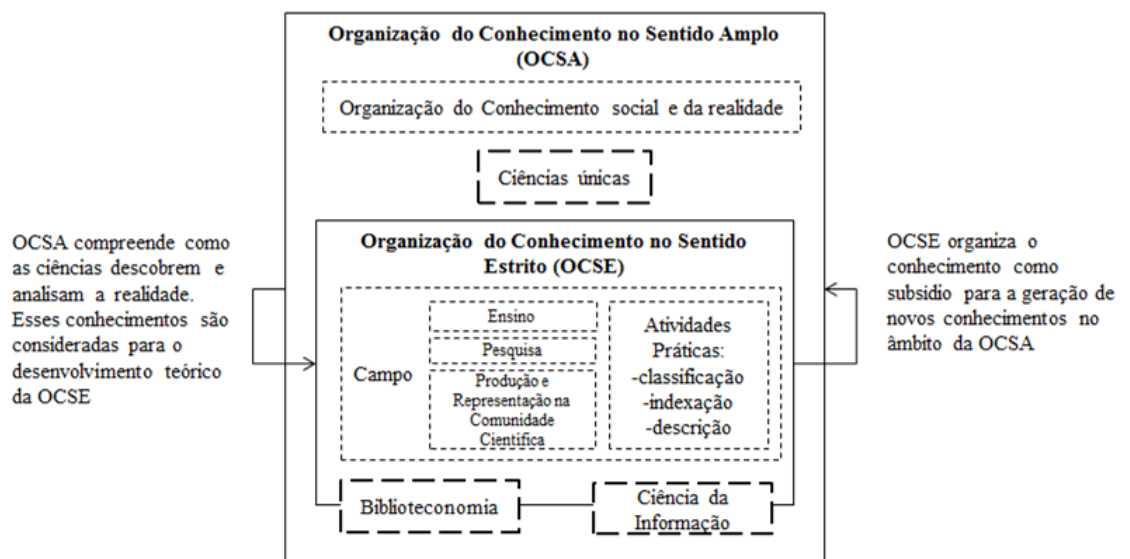 Organização do Conhecimento no Sentido Amplo
(OCSA)
Organização do Conhecimento social e da realidade
Ciências únicas
OCSA compreende como
as ciências descobrem e
analisam a realidade.
Esses conhecimentos são
consideradas para o
desenvolvimento teórico
da OCSE
Organização do Conhecimento no Sentido
Estrito (OCSE)
Campo
Ensino
Pesquisa
Produção e
Representação na
Comunidade
Científica
Atividades
Práticas:
-classificação
-indexação
-descrição
Biblioteconomia
Ciência da
Informação
OCSE organiza o
conhecimento como
subsídio para a geração de
novos conhecimentos no
âmbito da OCSA